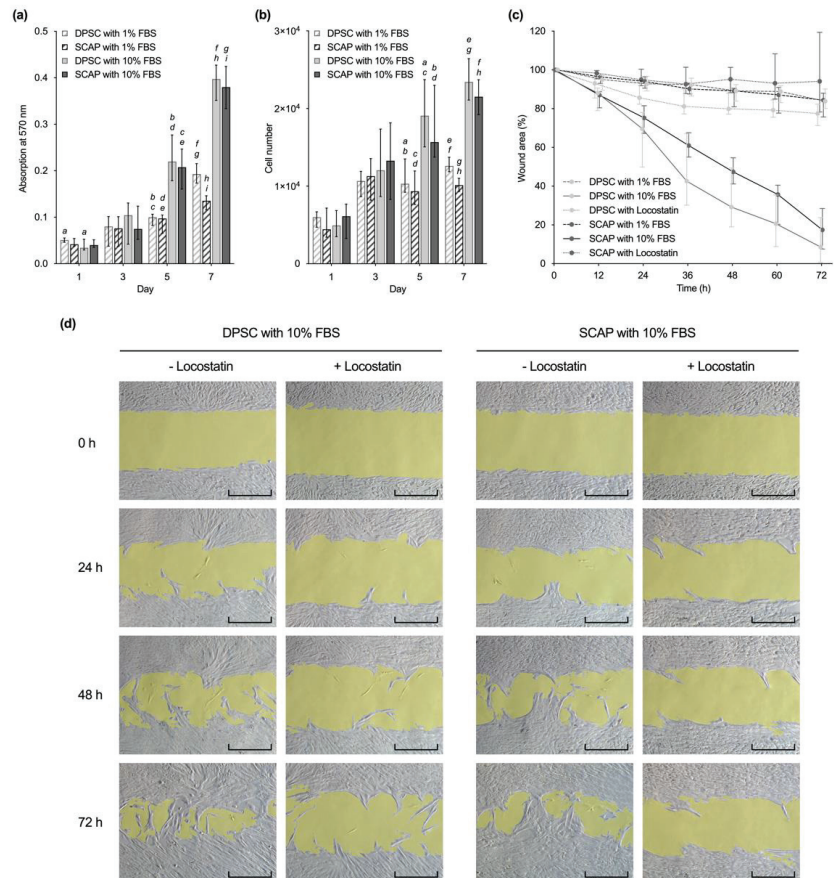 (a)
DPSC with 1% FBS
SCAP with 1% FBS
DPSC with 10% FBS
SCAP with 10% FBS
f
h
g
i
b
d
c
e
f
g
h
i
b
c
d
e
a
a
0.5
0.4
0.3
0.2
0.1
0.0
Absorption at 570 nm
1
3
5
7
Day
(b)
DPSC with 1% FBS
SCAP with 1% FBS
DPSC with 10% FBS
SCAP with 10% FBS
e
g
f
h
a
c
b
d
a
b
c
d
e
f
g
h
3×10⁴
2×10⁴
1×10⁴
0
Cell number
1
3
5
7
Day
(c)
120
100
80
60
40
20
0
Wound area (%)
DPSC with 1% FBS
DPSC with 10% FBS
DPSC with Locostatin
SCAP with 1% FBS
SCAP with 10% FBS
SCAP with Locostatin
0
12
24
36
48
60
72
Time (h)
(d)
DPSC with 10% FBS
SCAP with 10% FBS
- Locostatin
+ Locostatin
- Locostatin
+ Locostatin
0 h
24 h
48 h
72 h